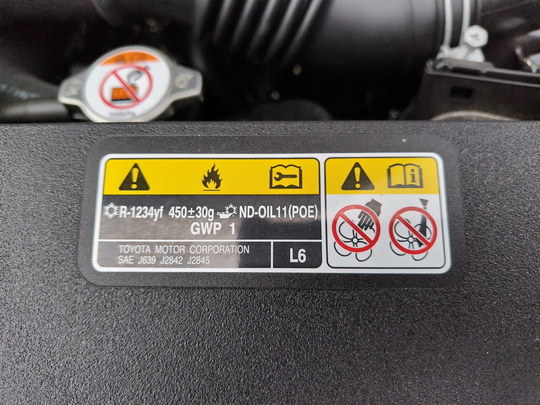 R-1234yf 450±30g ND-OIL11(POE)
GWP 1
TOYOTA MOTOR CORPORATION
SAE J639 J2842 J2845
L6